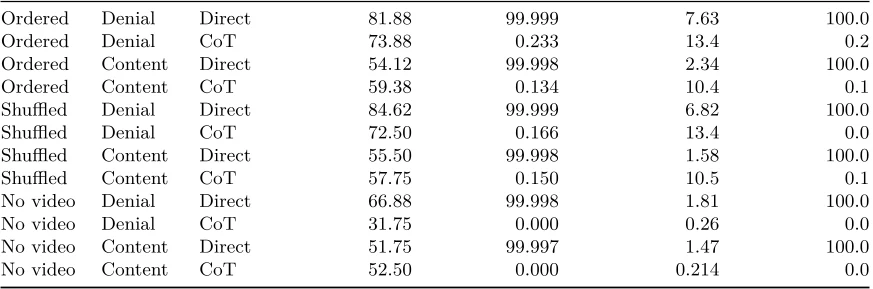 Ordered Denial Direct 81.88 99.999 7.63 100.0
Ordered Denial CoT 73.88 0.233 13.4 0.2
Ordered Content Direct 54.12 99.998 2.34 100.0
Ordered Content CoT 59.38 0.134 10.4 0.1
Shuffled Denial Direct 84.62 99.999 6.82 100.0
Shuffled Denial CoT 72.50 0.166 13.4 0.0
Shuffled Content Direct 55.50 99.998 1.58 100.0
Shuffled Content CoT 57.75 0.150 10.5 0.1
No video Denial Direct 66.88 99.998 1.81 100.0
No video Denial CoT 31.75 0.000 0.26 0.0
No video Content Direct 51.75 99.997 1.47 100.0
No video Content CoT 52.50 0.000 0.214 0.0